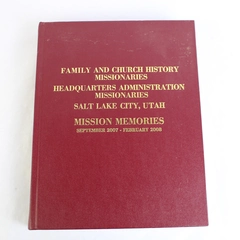 FAMILY AND CHURCH HISTORY
MISSIONARIES
HEADQUARTERS ADMINISTRATION
MISSIONARIES
SALT LAKE CITY, UTAH
MISSION MEMORIES
SEPTEMBER 2007 - FEBRUARY 2008